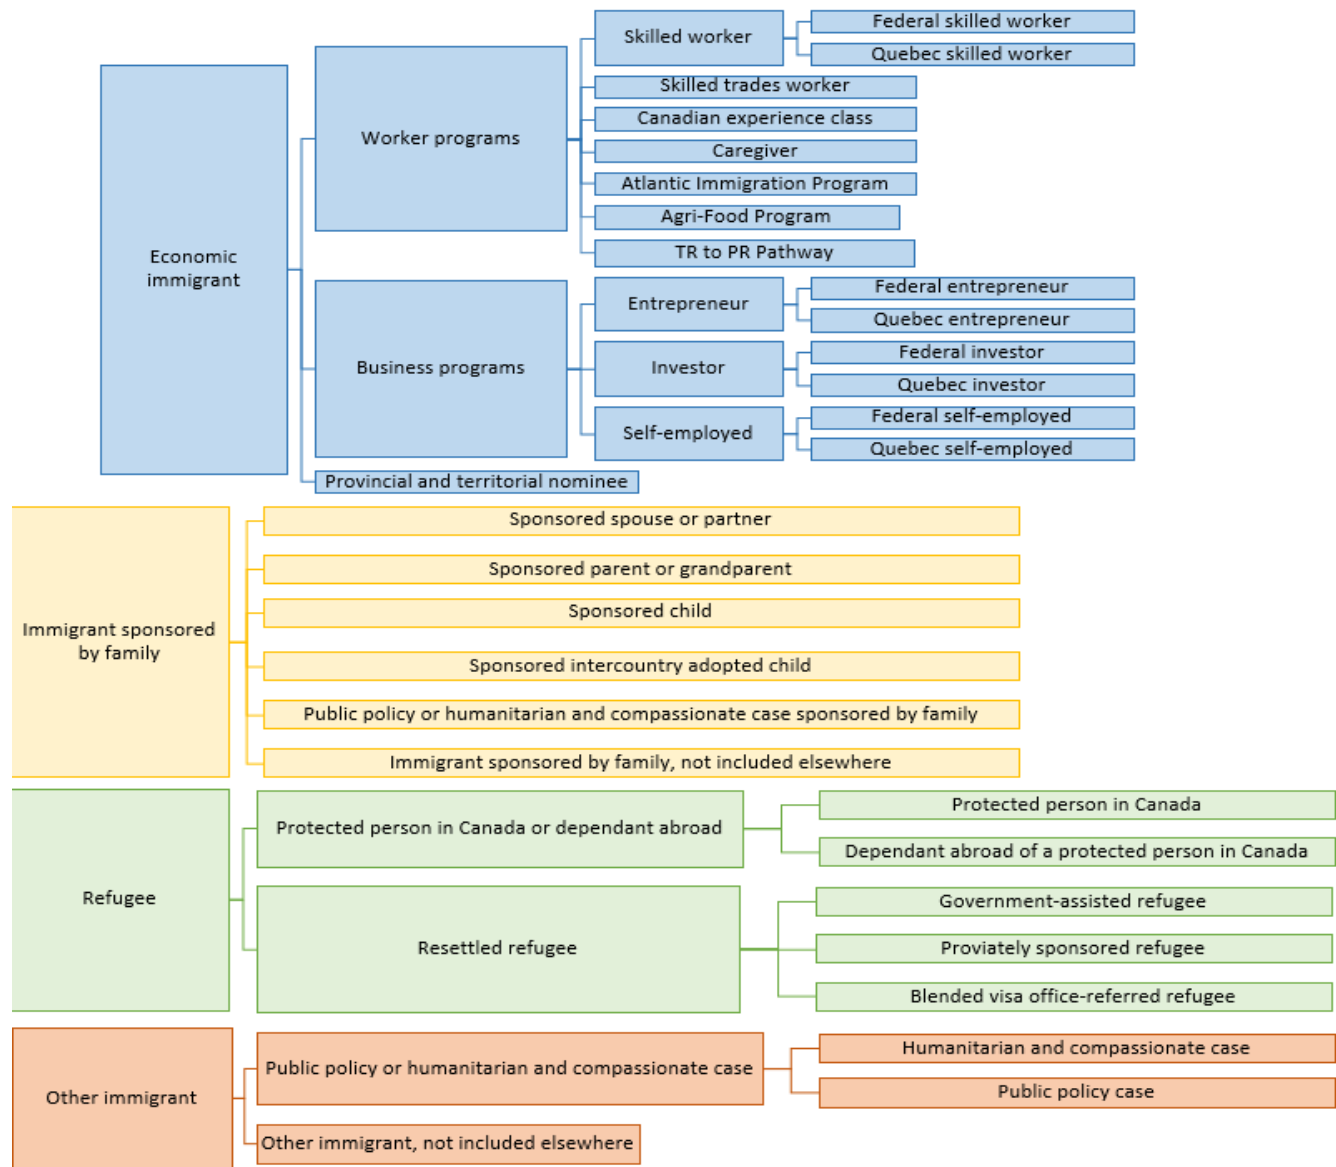 Economic
immigrant
Worker programs
Skilled worker
Federal skilled worker
Quebec skilled worker
Skilled trades worker
Canadian experience class
Caregiver
Atlantic Immigration Program
Agri-Food Program
TR to PR Pathway
Business programs
Entrepreneur
Federal entrepreneur
Quebec entrepreneur
Investor
Federal investor
Quebec investor
Self-employed
Federal self-employed
Quebec self-employed
Provincial and territorial nominee
Immigrant sponsored
by family
Sponsored spouse or partner
Sponsored parent or grandparent
Sponsored child
Sponsored intercountry adopted child
Public policy or humanitarian and compassionate case sponsored by family
Immigrant sponsored by family, not included elsewhere
Refugee
Protected person in Canada or dependant abroad
Protected person in Canada
Dependant abroad of a protected person in Canada
Resettled refugee
Government-assisted refugee
Proviately sponsored refugee
Blended visa office-referred refugee
Other immigrant
Public policy or humanitarian and compassionate case
Humanitarian and compassionate case
Public policy case
Other immigrant, not included elsewhere